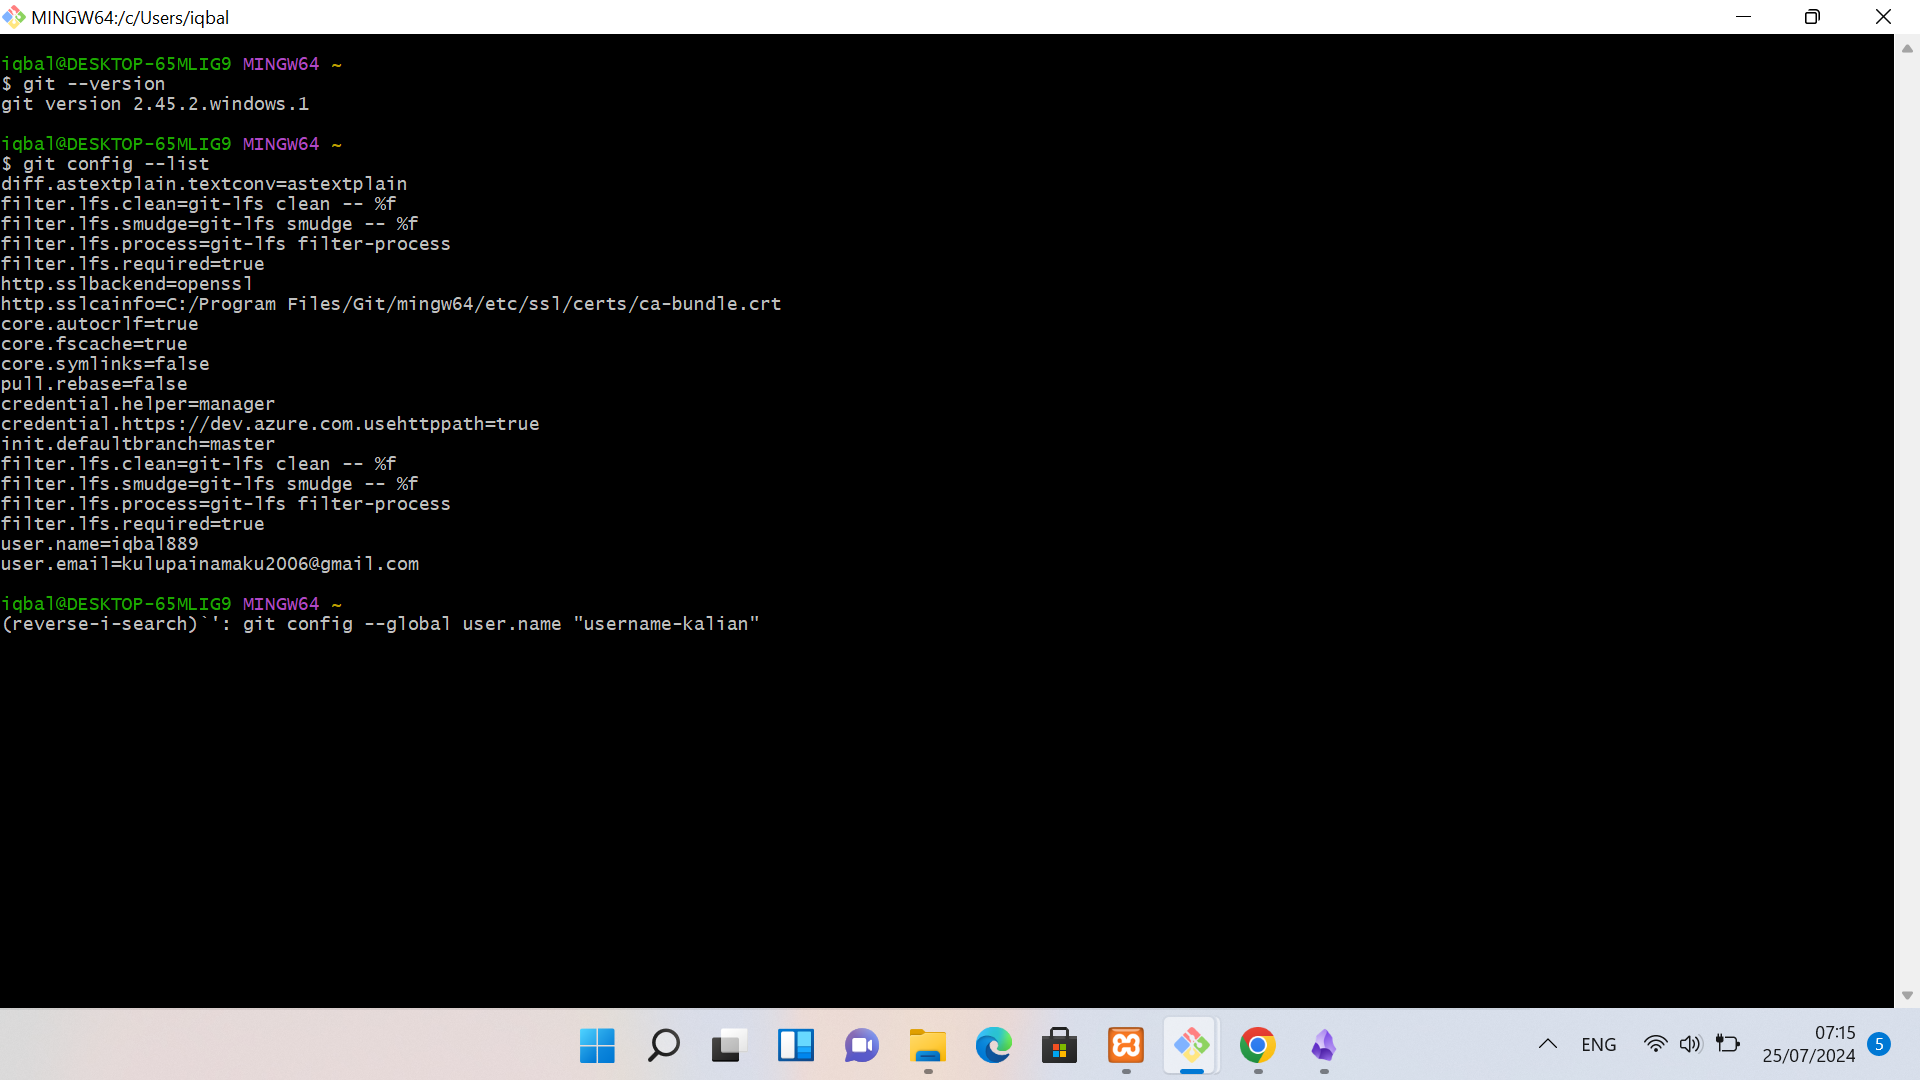 MINGW64:/c/Users/iqbal
iqbal@DESKTOP-65MLIG9 MINGW64 ~
$ git --version
git version 2.45.2.windows.1
iqbal@DESKTOP-65MLIG9 MINGW64 ~
$ git config --list
diff.astextplain.textconv=astextplain
filter.lfs.clean=git-lfs clean -- %f
filter.lfs.smudge=git-lfs smudge -- %f
filter.lfs.process=git-lfs filter-process
filter.lfs.required=true
http.sslbackend=openssl
http.sslcainfo=C:/Program Files/Git/mingw64/etc/ssl/certs/ca-bundle.crt
core.autocrlf=true
core.fscache=true
core.symlinks=false
pull.rebase=false
credential.helper=manager
credential.https://dev.azure.com.usehttppath=true
init.defaultbranch=master
filter.lfs.clean=git-lfs clean -- %f
filter.lfs.smudge=git-lfs smudge -- %f
filter.lfs.process=git-lfs filter-process
filter.lfs.required=true
user.name=iqbal889
user.email=kulupainamaku2006@gmail.com
iqbal@DESKTOP-65MLIG9 MINGW64 ~
(reverse-i-search)`': git config --global user.name "username-kalian"
ENG
07:15
25/07/2024
5